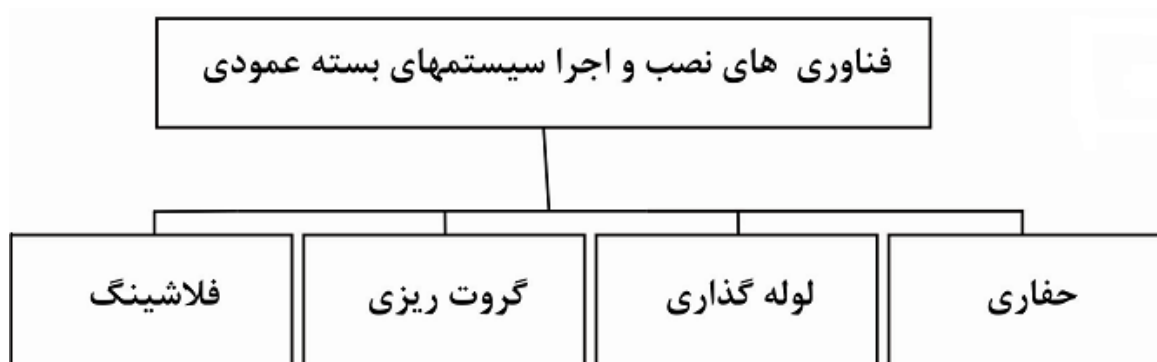 فناوری های نصب و اجرا سیستمهای بسته عمودی
حفاری
لوله گذاری
گروت ریزی
فلاشینگ